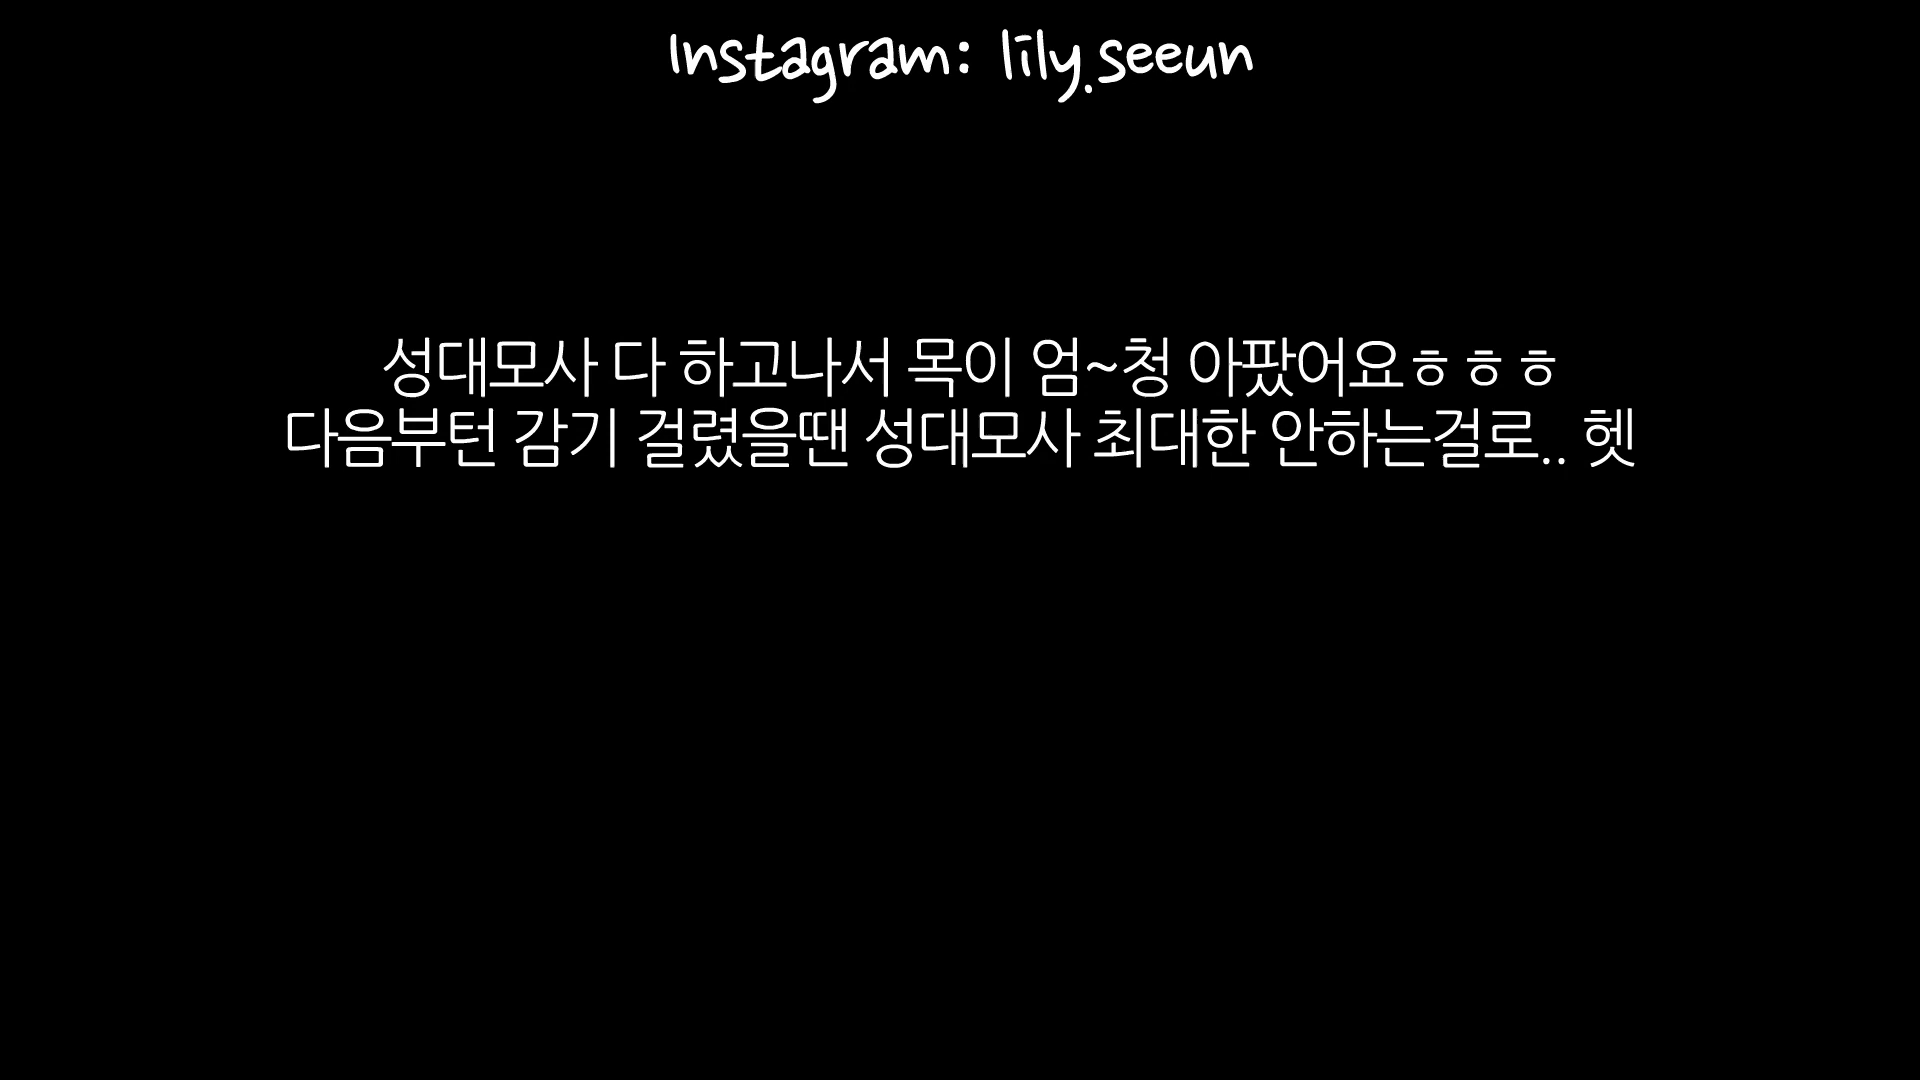 Instagram: lily.seeun
성대모사 다 하고나서 목이 엄~청 아팠어요ㅎㅎㅎ
다음부턴 감기 걸렸을땐 성대모사 최대한 안하는걸로.. 헷